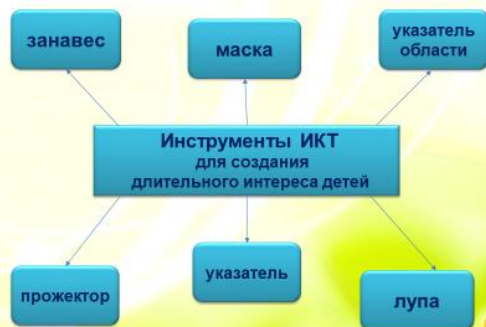 занавес
маска
указатель
области
Инструменты ИКТ
для создания
длительного интереса детей
прожектор
указатель
лупа